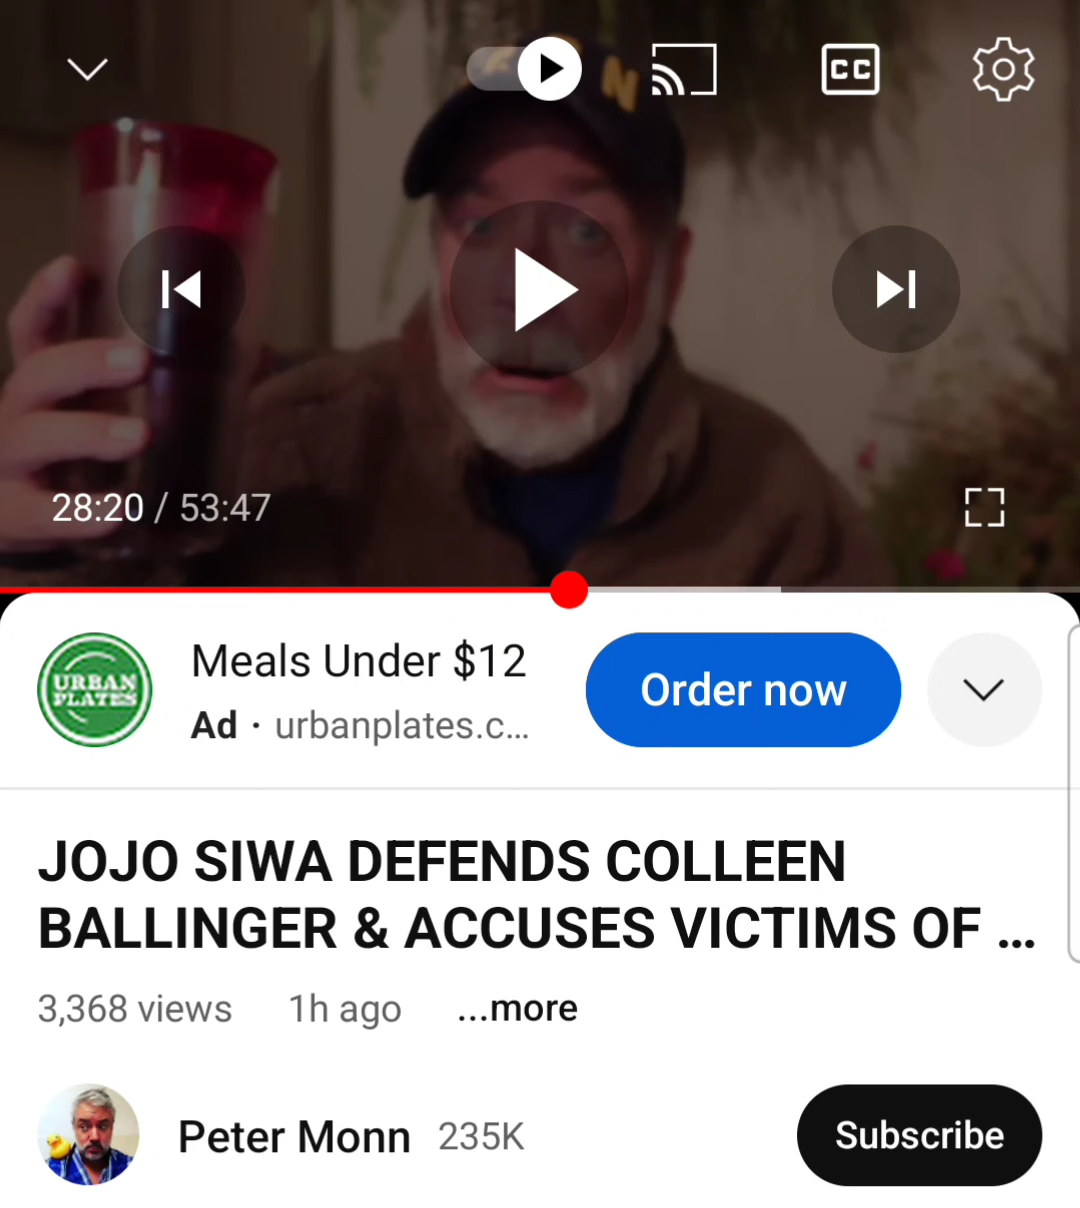 N
CC
28:20 / 53:47
URBAN
PLATES
Meals Under $12
Ad · urbanplates.c...
Order now
JOJO SIWA DEFENDS COLLEEN
BALLINGER & ACCUSES VICTIMS OF ...
3,368 views 1h ago ...more
Peter Monn 235K
Subscribe